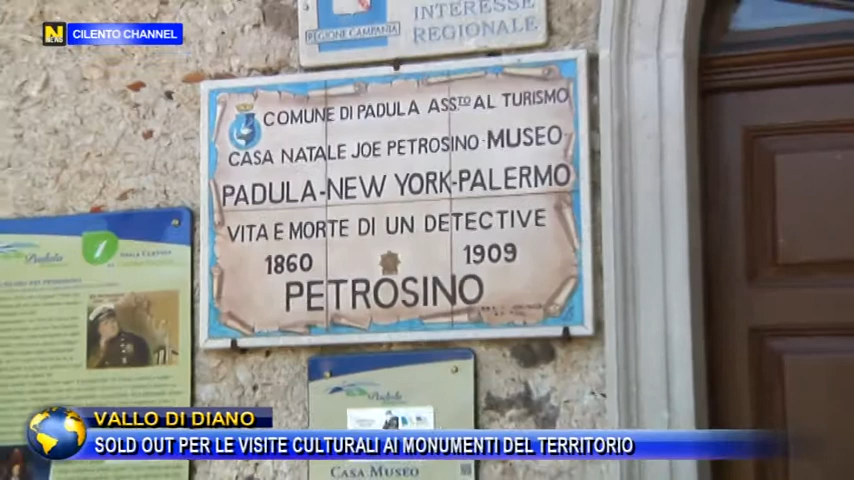 N
NEWS
CILENTO CHANNEL
INTERESSE
REGIONALE
REGIONE CAMPANIA
COMUNE DI PADULA ASS.TO AL TURISMO
CASA NATALE JOE PETROSINO-MUSEO
PADULA-NEW YORK-PALERMO
VITA E MORTE DI UN DETECTIVE
1860 1909
PETROSINO
Padula
Padula
CASA MUSEO
VALLO DI DIANO
SOLD OUT PER LE VISITE CULTURALI AI MONUMENTI DEL TERRITORIO